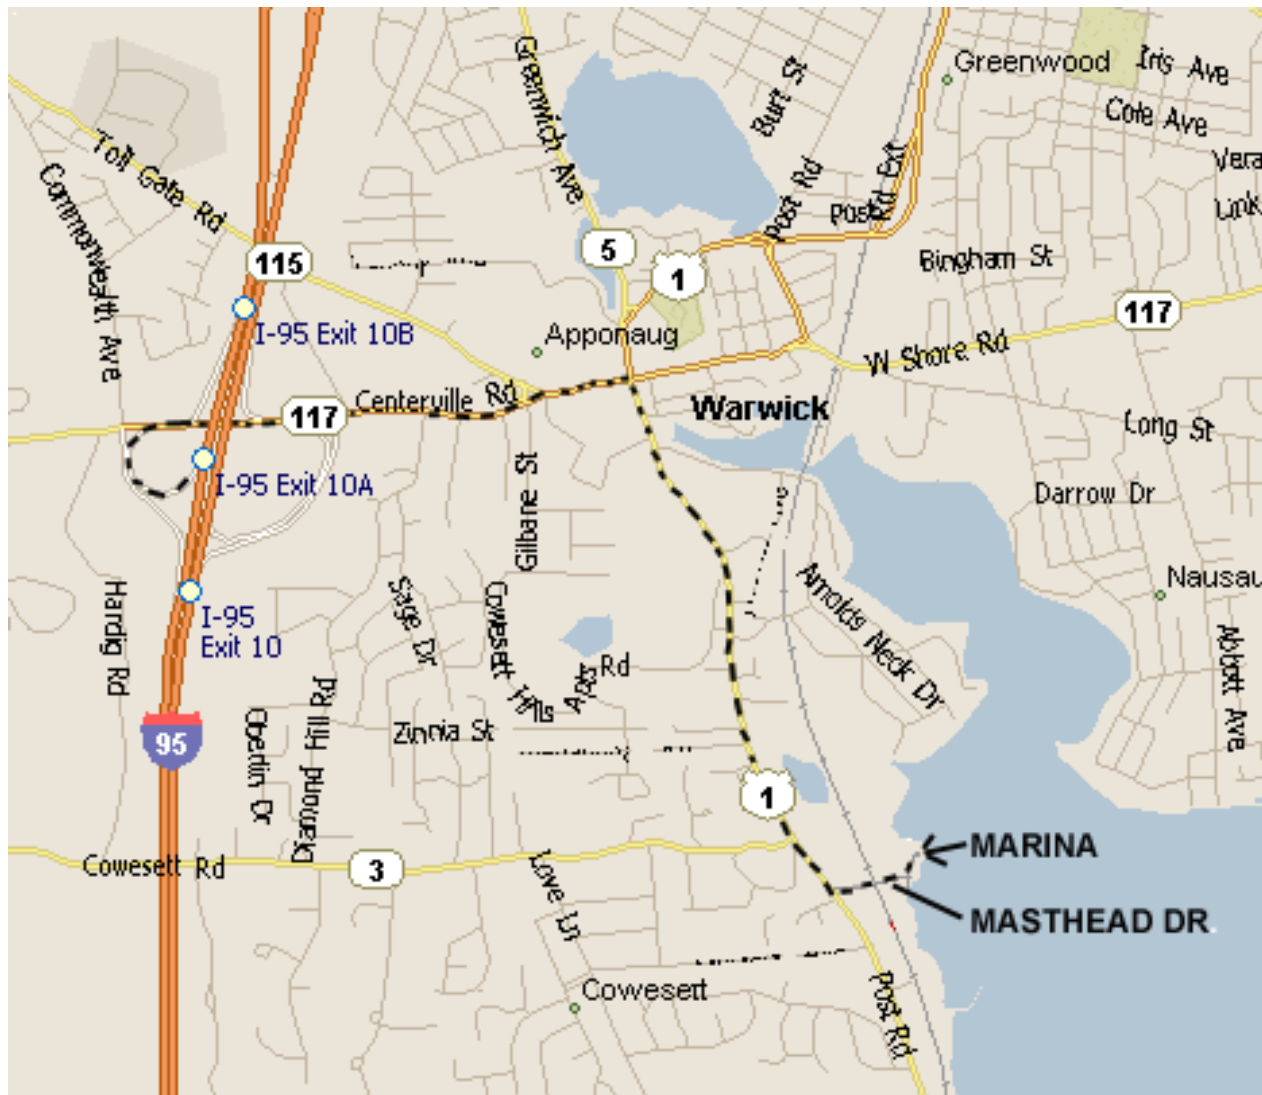 Greenwich Ave
Burt St
Greenwood
Iris Ave
Cole Ave
Vera
Link
Toll Gate Rd
Commonwealth Ave
Post Rd
Post Rd Ext
Bingham St
5
1
115
117
I-95 Exit 10B
Apponaug
W Shore Rd
Centerville Rd
117
Warwick
Long St
I-95 Exit 10A
Gilbane St
Darrow Dr
Nausau
Hardig Rd
I-95
Exit 10
Sage Dr
Cowesett Hills
Apts Rd
Arnolds Neck Dr
Abbott Ave
95
Oberlin Dr
Diamond Hill Rd
Zinnia St
1
MARINA
Cowesett Rd
3
Love Ln
MASTHEAD DR.
Cowesett
Post Rd